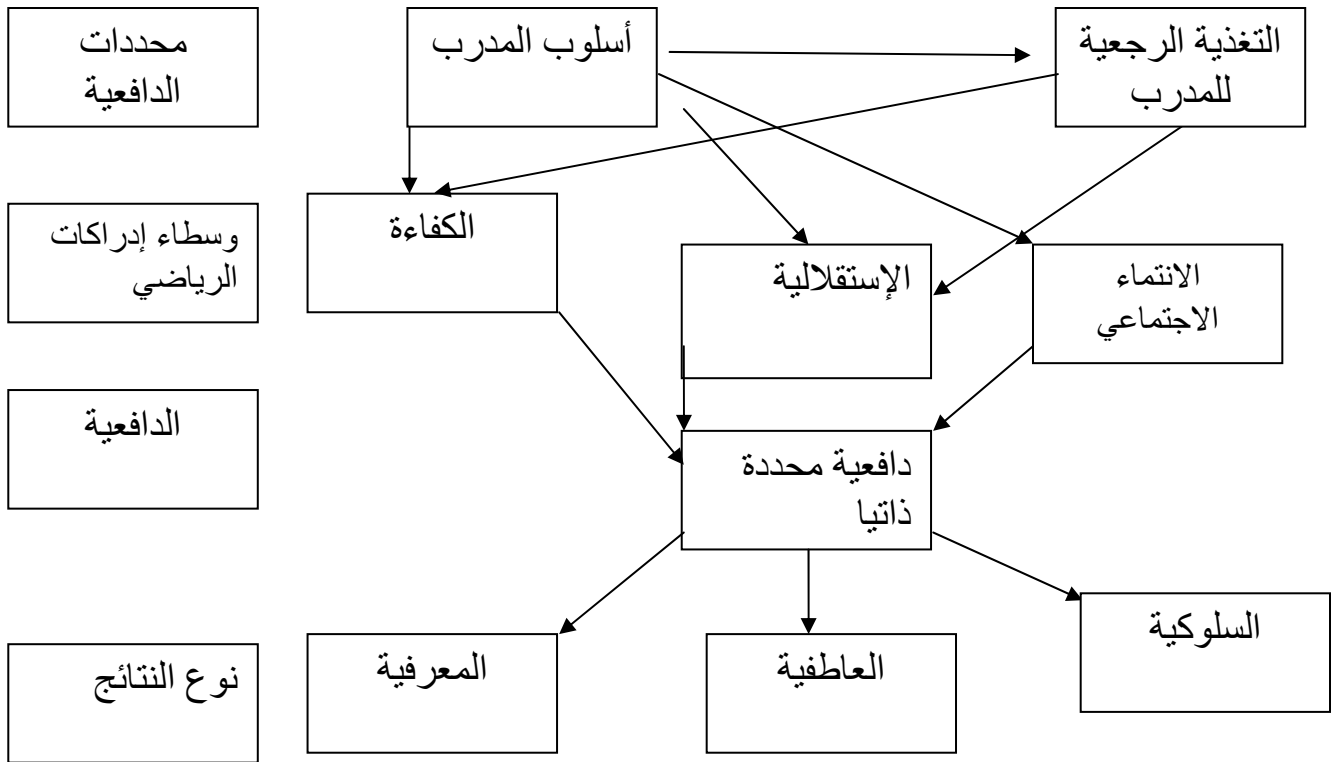 التغذية الرجعية
للمدرب
أسلوب المدرب
محددات
الدافعية
الانتماء
الاجتماعي
الإستقلالية
الكفاءة
وسطاء إدراكات
الرياضي
دافعية محددة
ذاتيا
الدافعية
السلوكية
العاطفية
المعرفية
نوع النتائج